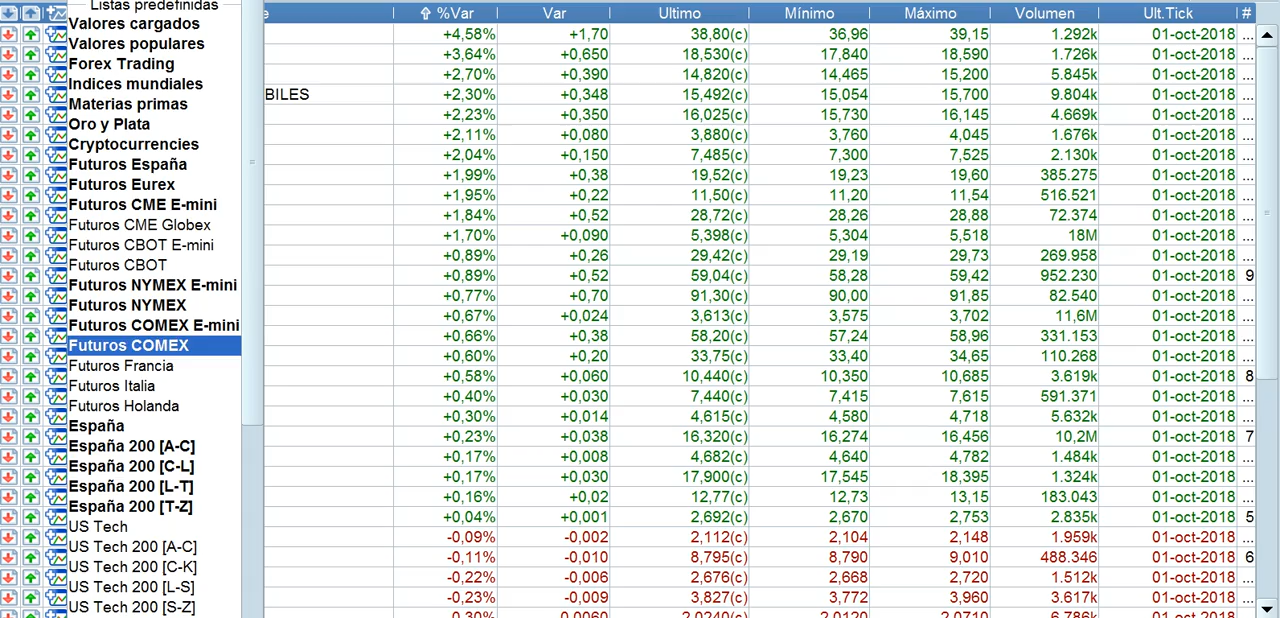 Listas predefinidas
Valores cargados
Valores populares
Forex Trading
Indices mundiales
Materias primas
Oro y Plata
Cryptocurrencies
Futuros España
Futuros Eurex
Futuros CME E-mini
Futuros CME Globex
Futuros CBOT E-mini
Futuros CBOT
Futuros NYMEX E-mini
Futuros NYMEX
Futuros COMEX E-mini
Futuros COMEX
Futuros Francia
Futuros Italia
Futuros Holanda
España
España 200 [A-C]
España 200 [C-L]
España 200 [L-T]
España 200 [T-Z]
US Tech
US Tech 200 [A-C]
US Tech 200 [C-K]
US Tech 200 [L-S]
US Tech 200 [S-Z]
e %Var Var Ultimo Mínimo Máximo Volumen Ult.Tick #
+4,58% +1,70 38,80(c) 36,96 39,15 1.292k 01-oct-2018 ...
+3,64% +0,650 18,530(c) 17,840 18,590 1.726k 01-oct-2018 ...
+2,70% +0,390 14,820(c) 14,465 15,200 5.845k 01-oct-2018 ...
BILES +2,30% +0,348 15,492(c) 15,054 15,700 9.804k 01-oct-2018 ...
+2,23% +0,350 16,025(c) 15,730 16,145 4.669k 01-oct-2018 ...
+2,11% +0,080 3,880(c) 3,760 4,045 1.676k 01-oct-2018 ...
+2,04% +0,150 7,485(c) 7,300 7,525 2.130k 01-oct-2018 ...
+1,99% +0,38 19,52(c) 19,23 19,60 385.275 01-oct-2018 ...
+1,95% +0,22 11,50(c) 11,20 11,54 516.521 01-oct-2018 ...
+1,84% +0,52 28,72(c) 28,26 28,88 72.374 01-oct-2018 ...
+1,70% +0,090 5,398(c) 5,304 5,518 18M 01-oct-2018 ...
+0,89% +0,26 29,42(c) 29,19 29,73 269.958 01-oct-2018 ...
+0,89% +0,52 59,04(c) 58,28 59,42 952.230 01-oct-2018 9
+0,77% +0,70 91,30(c) 90,00 91,85 82.540 01-oct-2018 ...
+0,67% +0,024 3,613(c) 3,575 3,702 11,6M 01-oct-2018 ...
+0,66% +0,38 58,20(c) 57,24 58,96 331.153 01-oct-2018 ...
+0,60% +0,20 33,75(c) 33,40 34,65 110.268 01-oct-2018 ...
+0,58% +0,060 10,440(c) 10,350 10,685 3.619k 01-oct-2018 8
+0,40% +0,030 7,440(c) 7,415 7,615 591.371 01-oct-2018 ...
+0,30% +0,014 4,615(c) 4,580 4,718 5.632k 01-oct-2018 ...
+0,23% +0,038 16,320(c) 16,274 16,456 10,2M 01-oct-2018 7
+0,17% +0,008 4,682(c) 4,640 4,782 1.484k 01-oct-2018 ...
+0,17% +0,030 17,900(c) 17,545 18,395 1.324k 01-oct-2018 ...
+0,16% +0,02 12,77(c) 12,73 13,15 183.043 01-oct-2018 ...
+0,04% +0,001 2,692(c) 2,670 2,753 2.835k 01-oct-2018 5
-0,09% -0,002 2,112(c) 2,104 2,148 1.959k 01-oct-2018 ...
-0,11% -0,010 8,795(c) 8,790 9,010 488.346 01-oct-2018 6
-0,22% -0,006 2,676(c) 2,668 2,720 1.512k 01-oct-2018 ...
-0,23% -0,009 3,827(c) 3,772 3,960 3.617k 01-oct-2018 ...
-0,30% -0,0060 2,0240(c) 2,0120 2,0710 6.786k 01-oct-2018